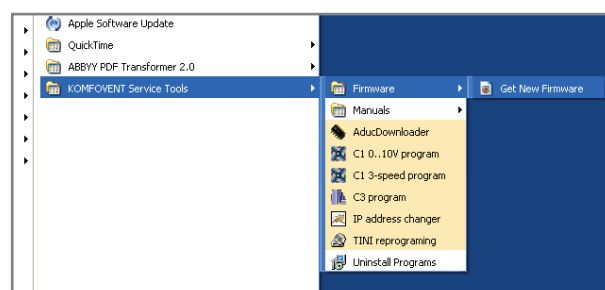 Apple Software Update
QuickTime
ABBYY PDF Transformer 2.0
KOMFOVENT Service Tools
Firmware
Get New Firmware
Manuals
AducDownloader
C1 0..10V program
C1 3-speed program
C3 program
IP address changer
TINI reprograming
Uninstall Programs